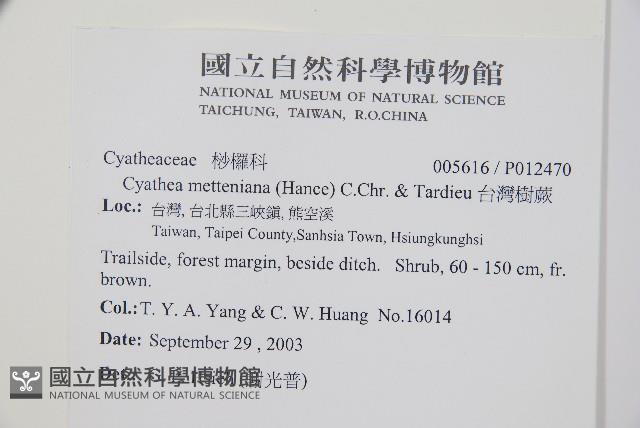 國立自然科學博物館
NATIONAL MUSEUM OF NATURAL SCIENCE
TAICHUNG, TAIWAN, R.O.CHINA
Cyatheaceae 桫欏科 005616 / P012470
Cyathea metteniana (Hance) C.Chr. & Tardieu 台灣樹蕨
Loc.: 台灣, 台北縣三峽鎮, 熊空溪
Taiwan, Taipei County,Sanhsia Town, Hsiungkunghsi
Trailside, forest margin, beside ditch. Shrub, 60 - 150 cm, fr.
brown.
Col.: T. Y. A. Yang & C. W. Huang No.16014
Date: September 29 , 2003
光普)
國立自然科學博物館
NATIONAL MUSEUM OF NATURAL SCIENCE